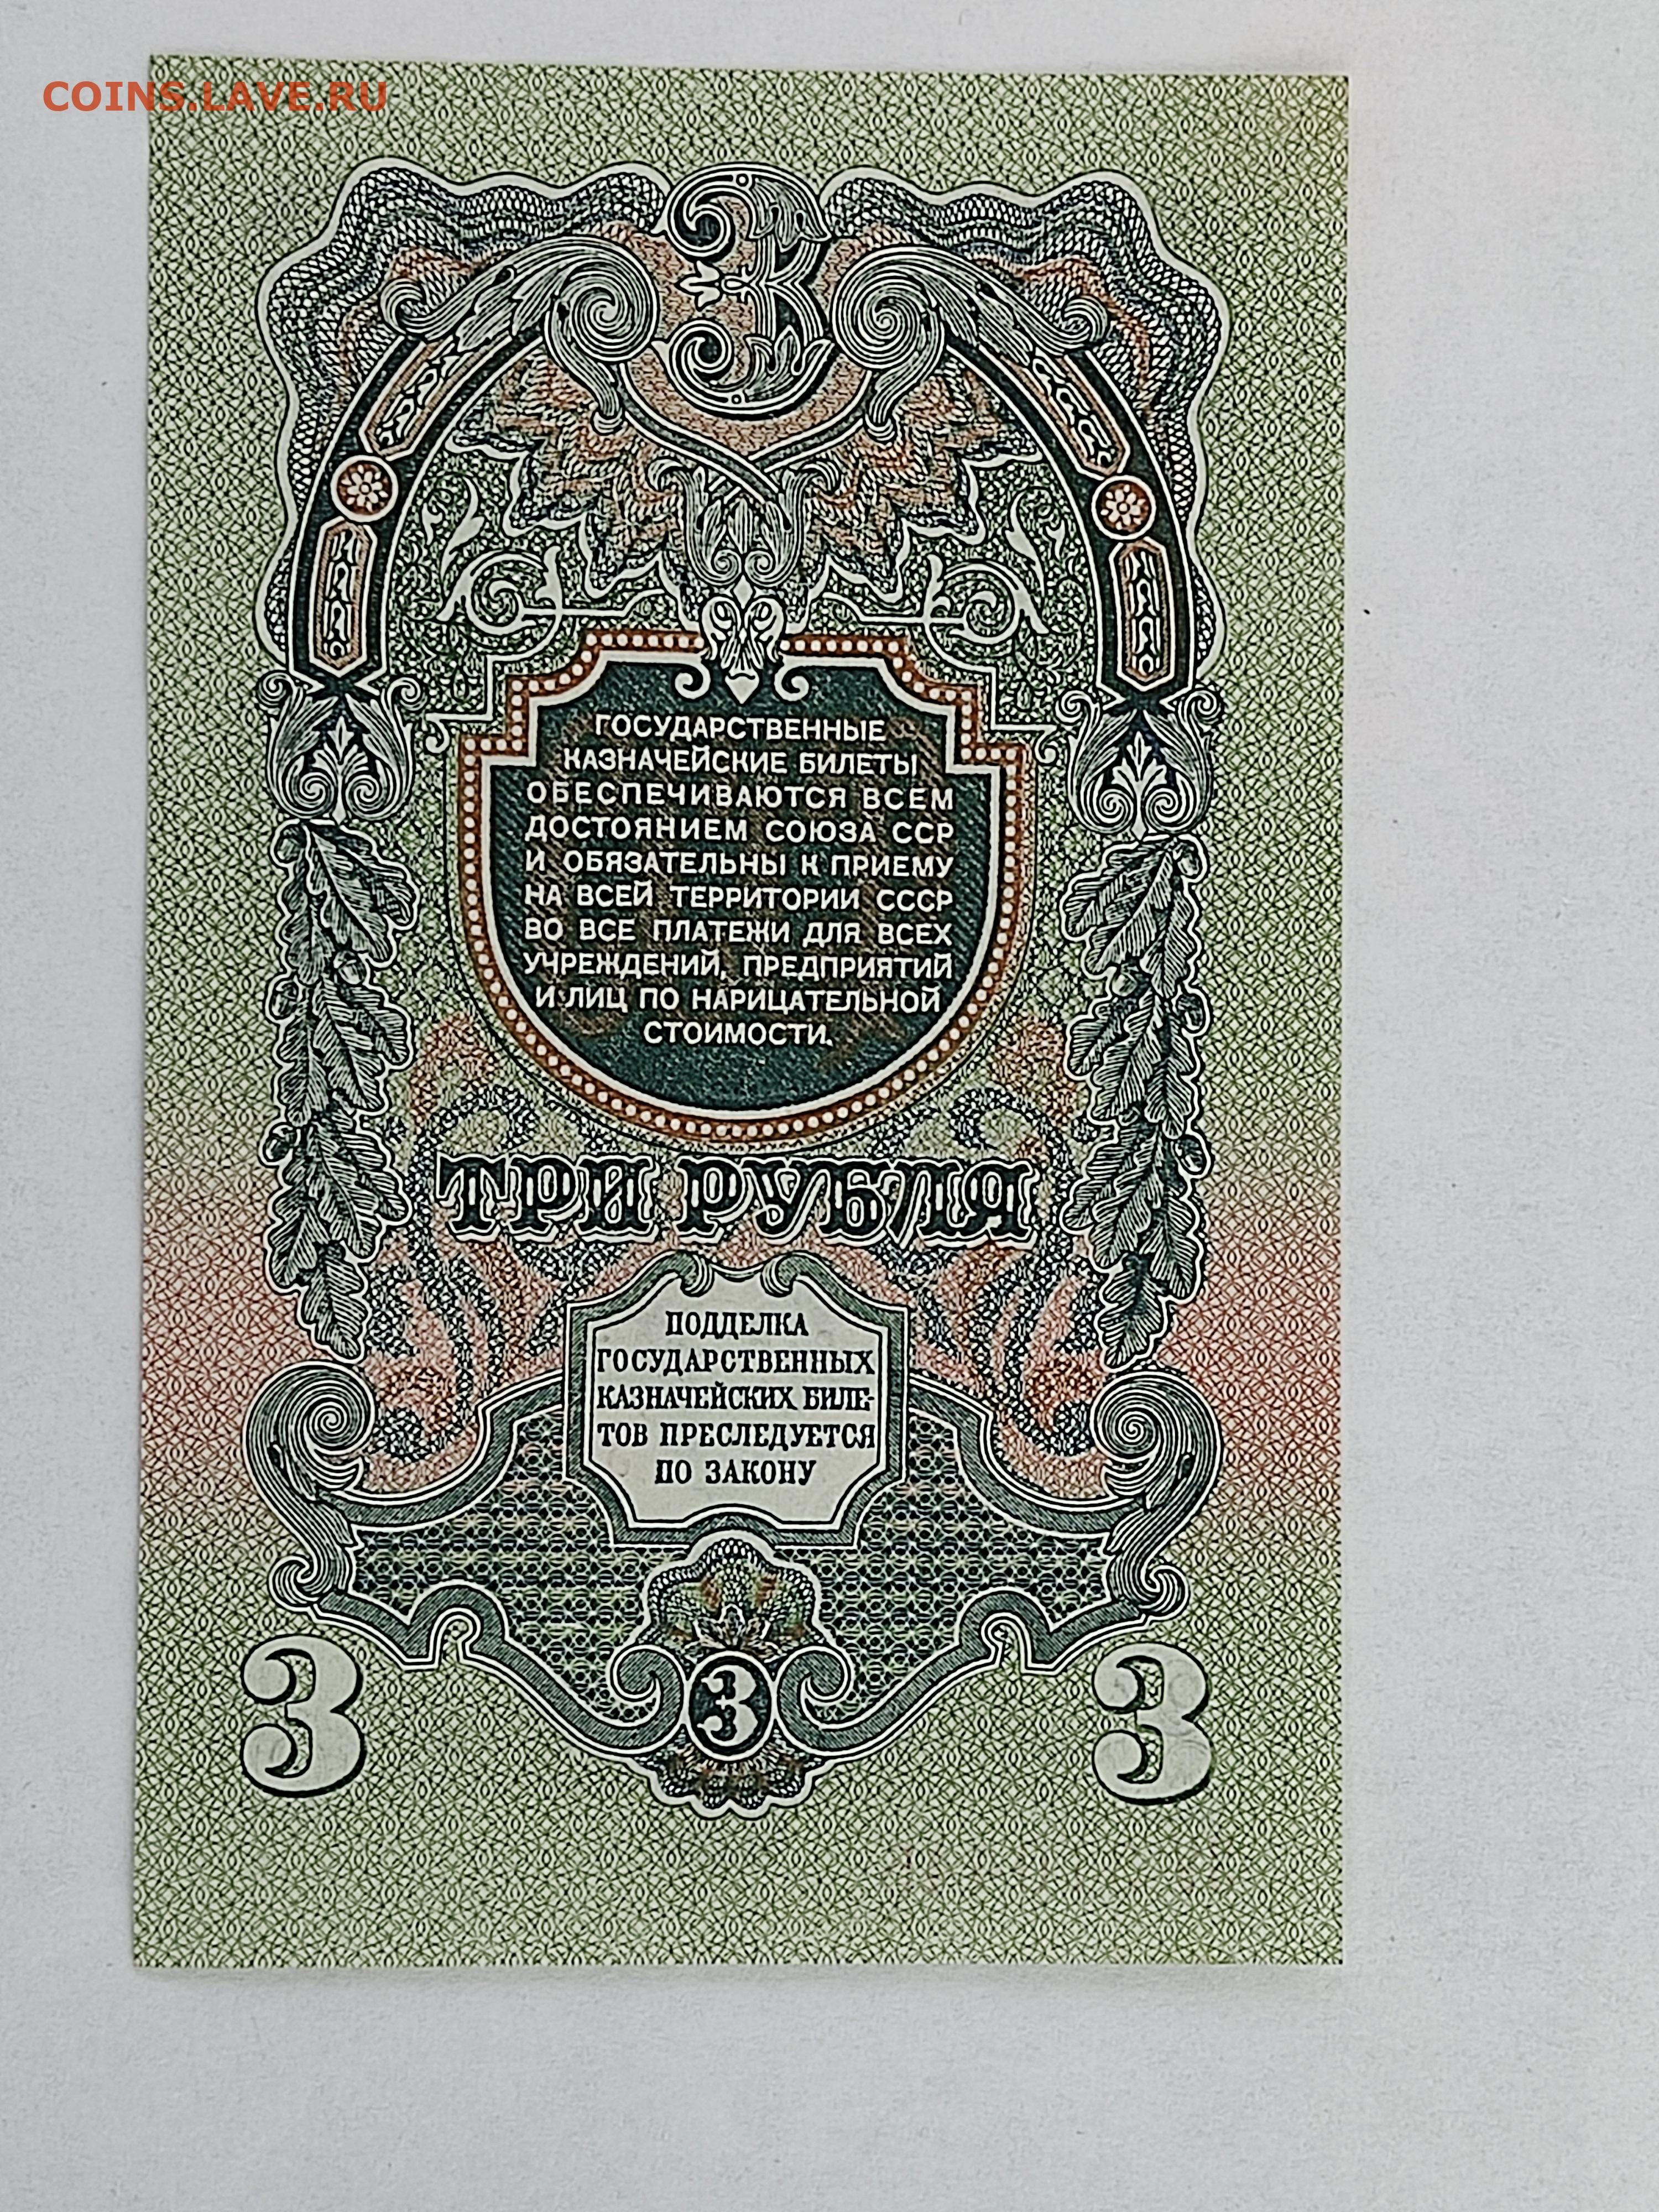 COINS.LAVE.RU
3
ГОСУДАРСТВЕННЫЕ
КАЗНАЧЕЙСКИЕ БИЛЕТЫ
ОБЕСПЕЧИВАЮТСЯ ВСЕМ
ДОСТОЯНИЕМ СОЮЗА ССР
И ОБЯЗАТЕЛЬНЫ К ПРИЕМУ
НА ВСЕЙ ТЕРРИТОРИИ СССР
ВО ВСЕ ПЛАТЕЖИ ДЛЯ ВСЕХ
УЧРЕЖДЕНИЙ, ПРЕДПРИЯТИЙ
И ЛИЦ ПО НАРИЦАТЕЛЬНОЙ
СТОИМОСТИ.
ТРИ РУБЛЯ
ПОДДЕЛКА
ГОСУДАРСТВЕННЫХ
КАЗНАЧЕЙСКИХ БИЛЕ-
ТОВ ПРЕСЛЕДУЕТСЯ
ПО ЗАКОНУ
3 3 3